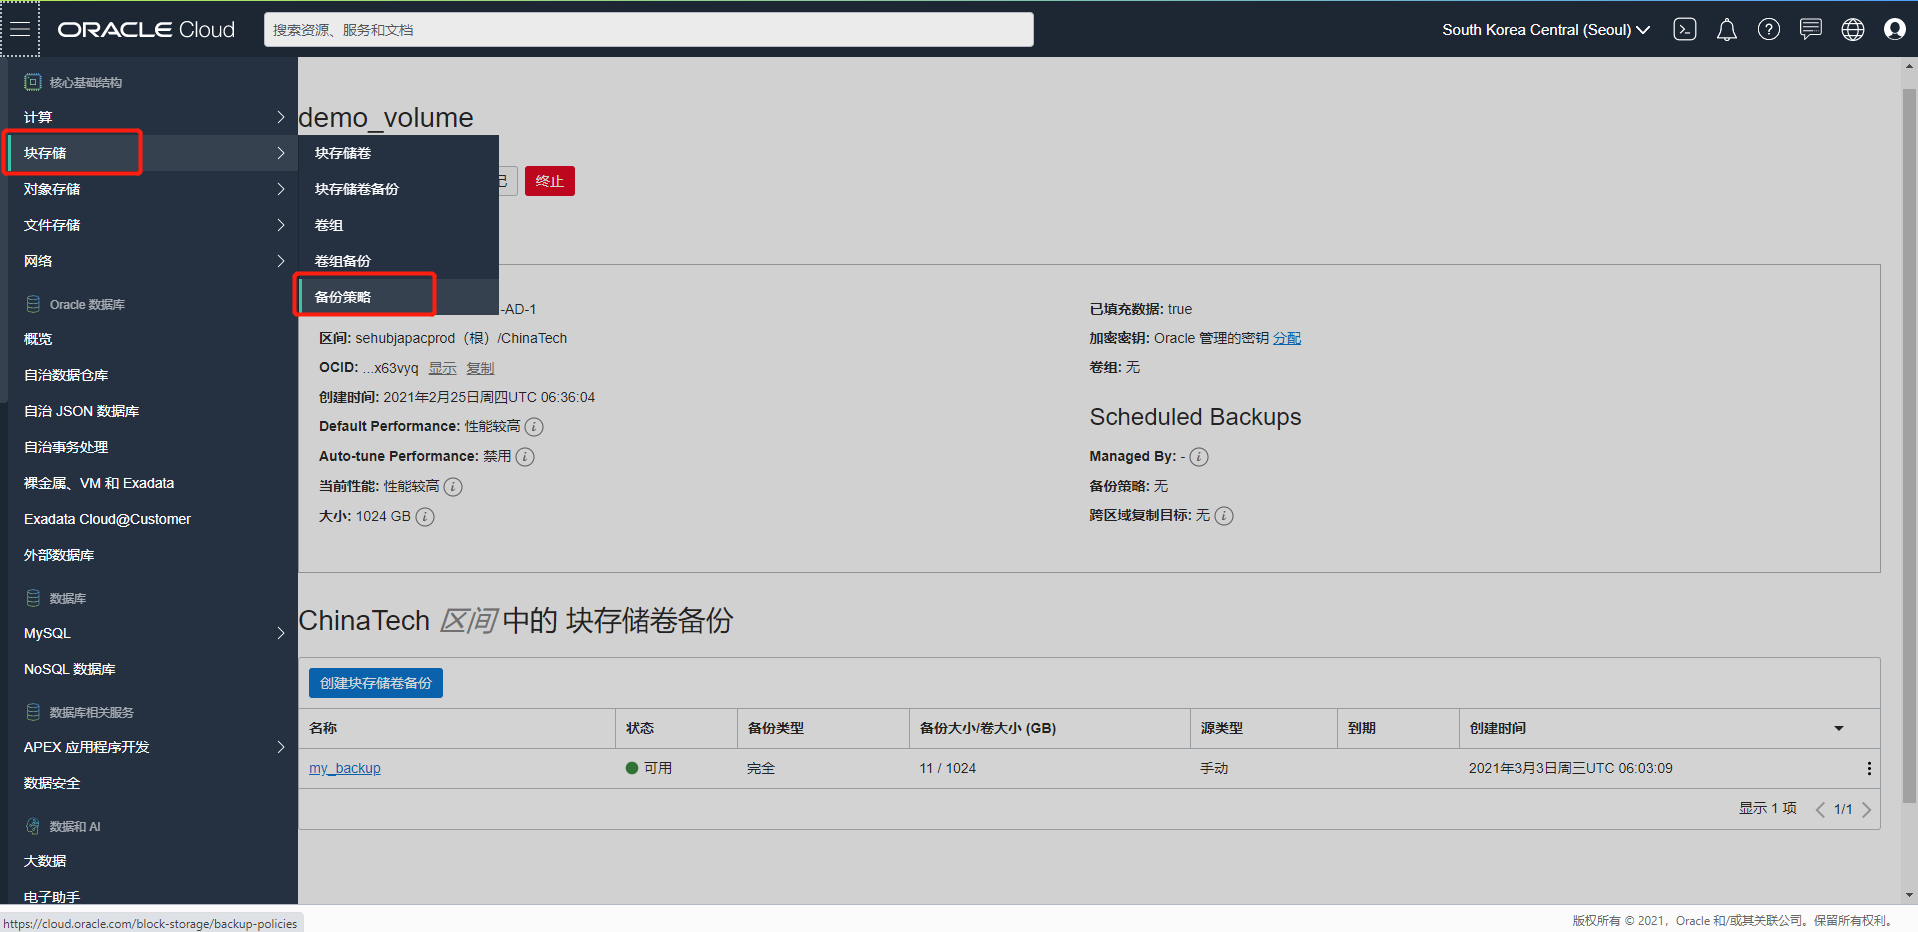 ORACLE Cloud
搜索资源、服务和文档
South Korea Central (Seoul)
核心基础结构
计算
块存储
对象存储
文件存储
网络
Oracle 数据库
概览
自治数据仓库
自治 JSON 数据库
自治事务处理
裸金属、VM 和 Exadata
Exadata Cloud@Customer
外部数据库
数据库
MySQL
NoSQL 数据库
数据库相关服务
APEX 应用程序开发
数据安全
数据和 AI
大数据
电子助手
块存储卷
块存储卷备份
卷组
卷组备份
备份策略
demo_volume
终止
-AD-1
区间: sehubjapacprod（根）/ChinaTech
OCID: ...x63vyq 显示 复制
创建时间: 2021年2月25日周四UTC 06:36:04
Default Performance: 性能较高
Auto-tune Performance: 禁用
当前性能: 性能较高
大小: 1024 GB
已填充数据: true
加密密钥: Oracle 管理的密钥 分配
卷组: 无
Scheduled Backups
Managed By: -
备份策略: 无
跨区域复制目标: 无
ChinaTech 区间 中的 块存储卷备份
创建块存储卷备份
名称 状态 备份类型 备份大小/卷大小 (GB) 源类型 到期 创建时间
my_backup 可用 完全 11 / 1024 手动 2021年3月3日周三UTC 06:03:09
显示 1 项 1/1
https://cloud.oracle.com/block-storage/backup-policies
版权所有 © 2021，Oracle 和/或其关联公司。保留所有权利。